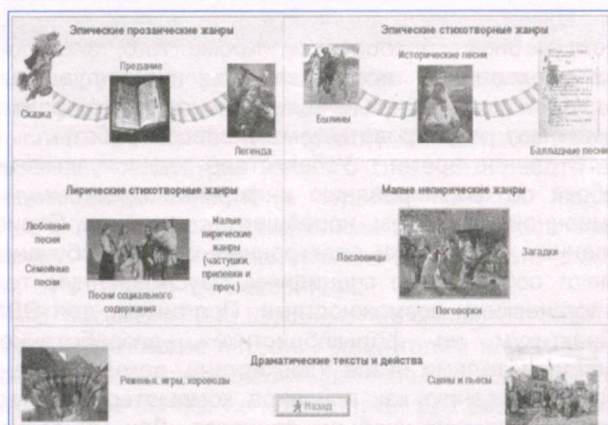 Эпические прозаические жанры
Предание
Сказка
Легенда
Эпические стихотворные жанры
Исторические песни
Былины
Балладные песни
Лирические стихотворные жанры
Любовные
песни
Семейные
песни
Песни социального
содержания
Малые
лирические
жанры
(частушки,
припевки и
проч.)
Малые нелирические жанры
Пословицы
Загадки
Поговорки
Драматические тексты и действа
Ряженья, игры, хороводы
Сцены и пьесы
Назад